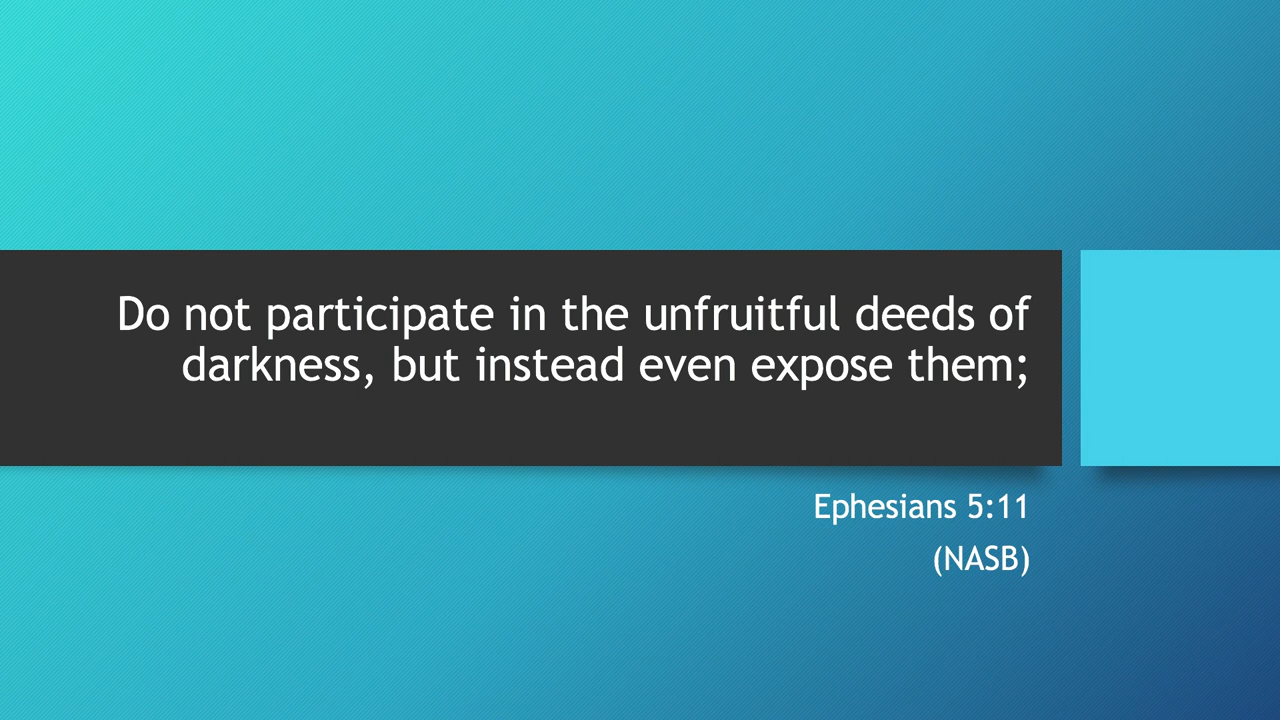 Do not participate in the unfruitful deeds of
darkness, but instead even expose them;
Ephesians 5:11
(NASB)